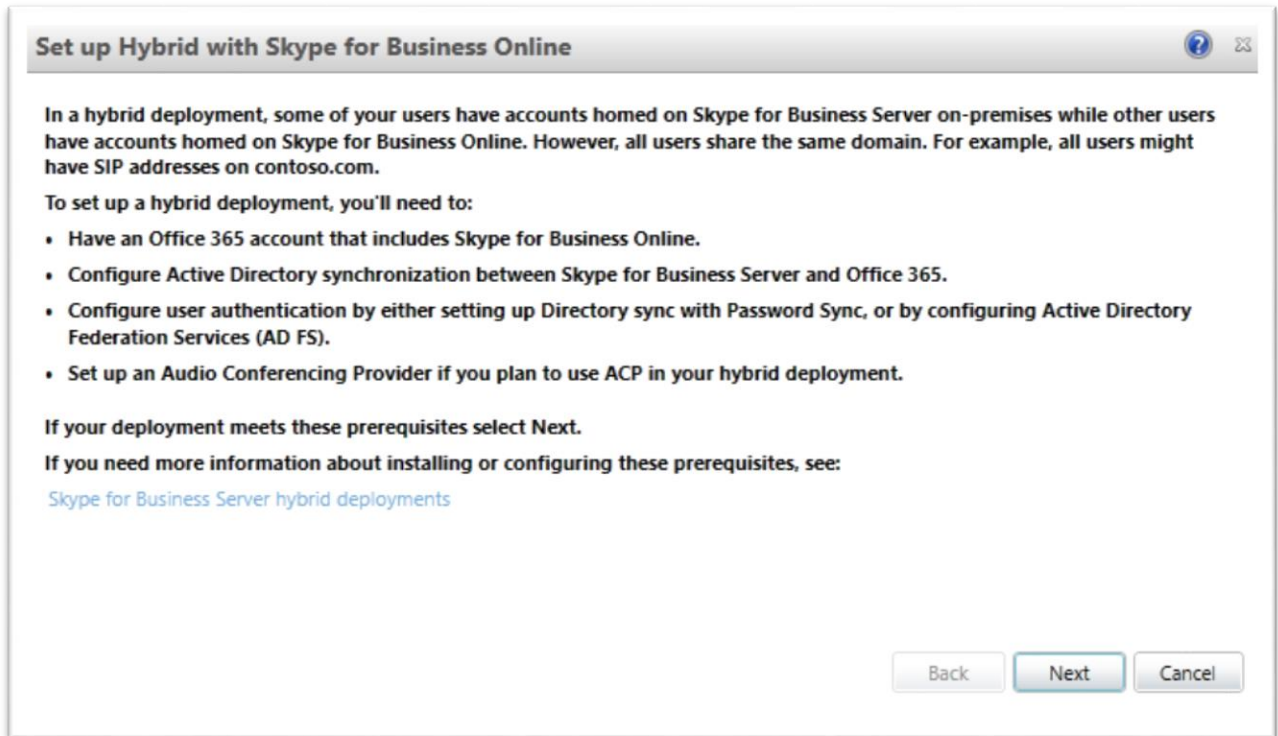 Set up Hybrid with Skype for Business Online
?
In a hybrid deployment, some of your users have accounts homed on Skype for Business Server on-premises while other users
have accounts homed on Skype for Business Online. However, all users share the same domain. For example, all users might
have SIP addresses on contoso.com.
To set up a hybrid deployment, you'll need to:
• Have an Office 365 account that includes Skype for Business Online.
• Configure Active Directory synchronization between Skype for Business Server and Office 365.
• Configure user authentication by either setting up Directory sync with Password Sync, or by configuring Active Directory
Federation Services (AD FS).
• Set up an Audio Conferencing Provider if you plan to use ACP in your hybrid deployment.
If your deployment meets these prerequisites select Next.
If you need more information about installing or configuring these prerequisites, see:
Skype for Business Server hybrid deployments
Back Next Cancel